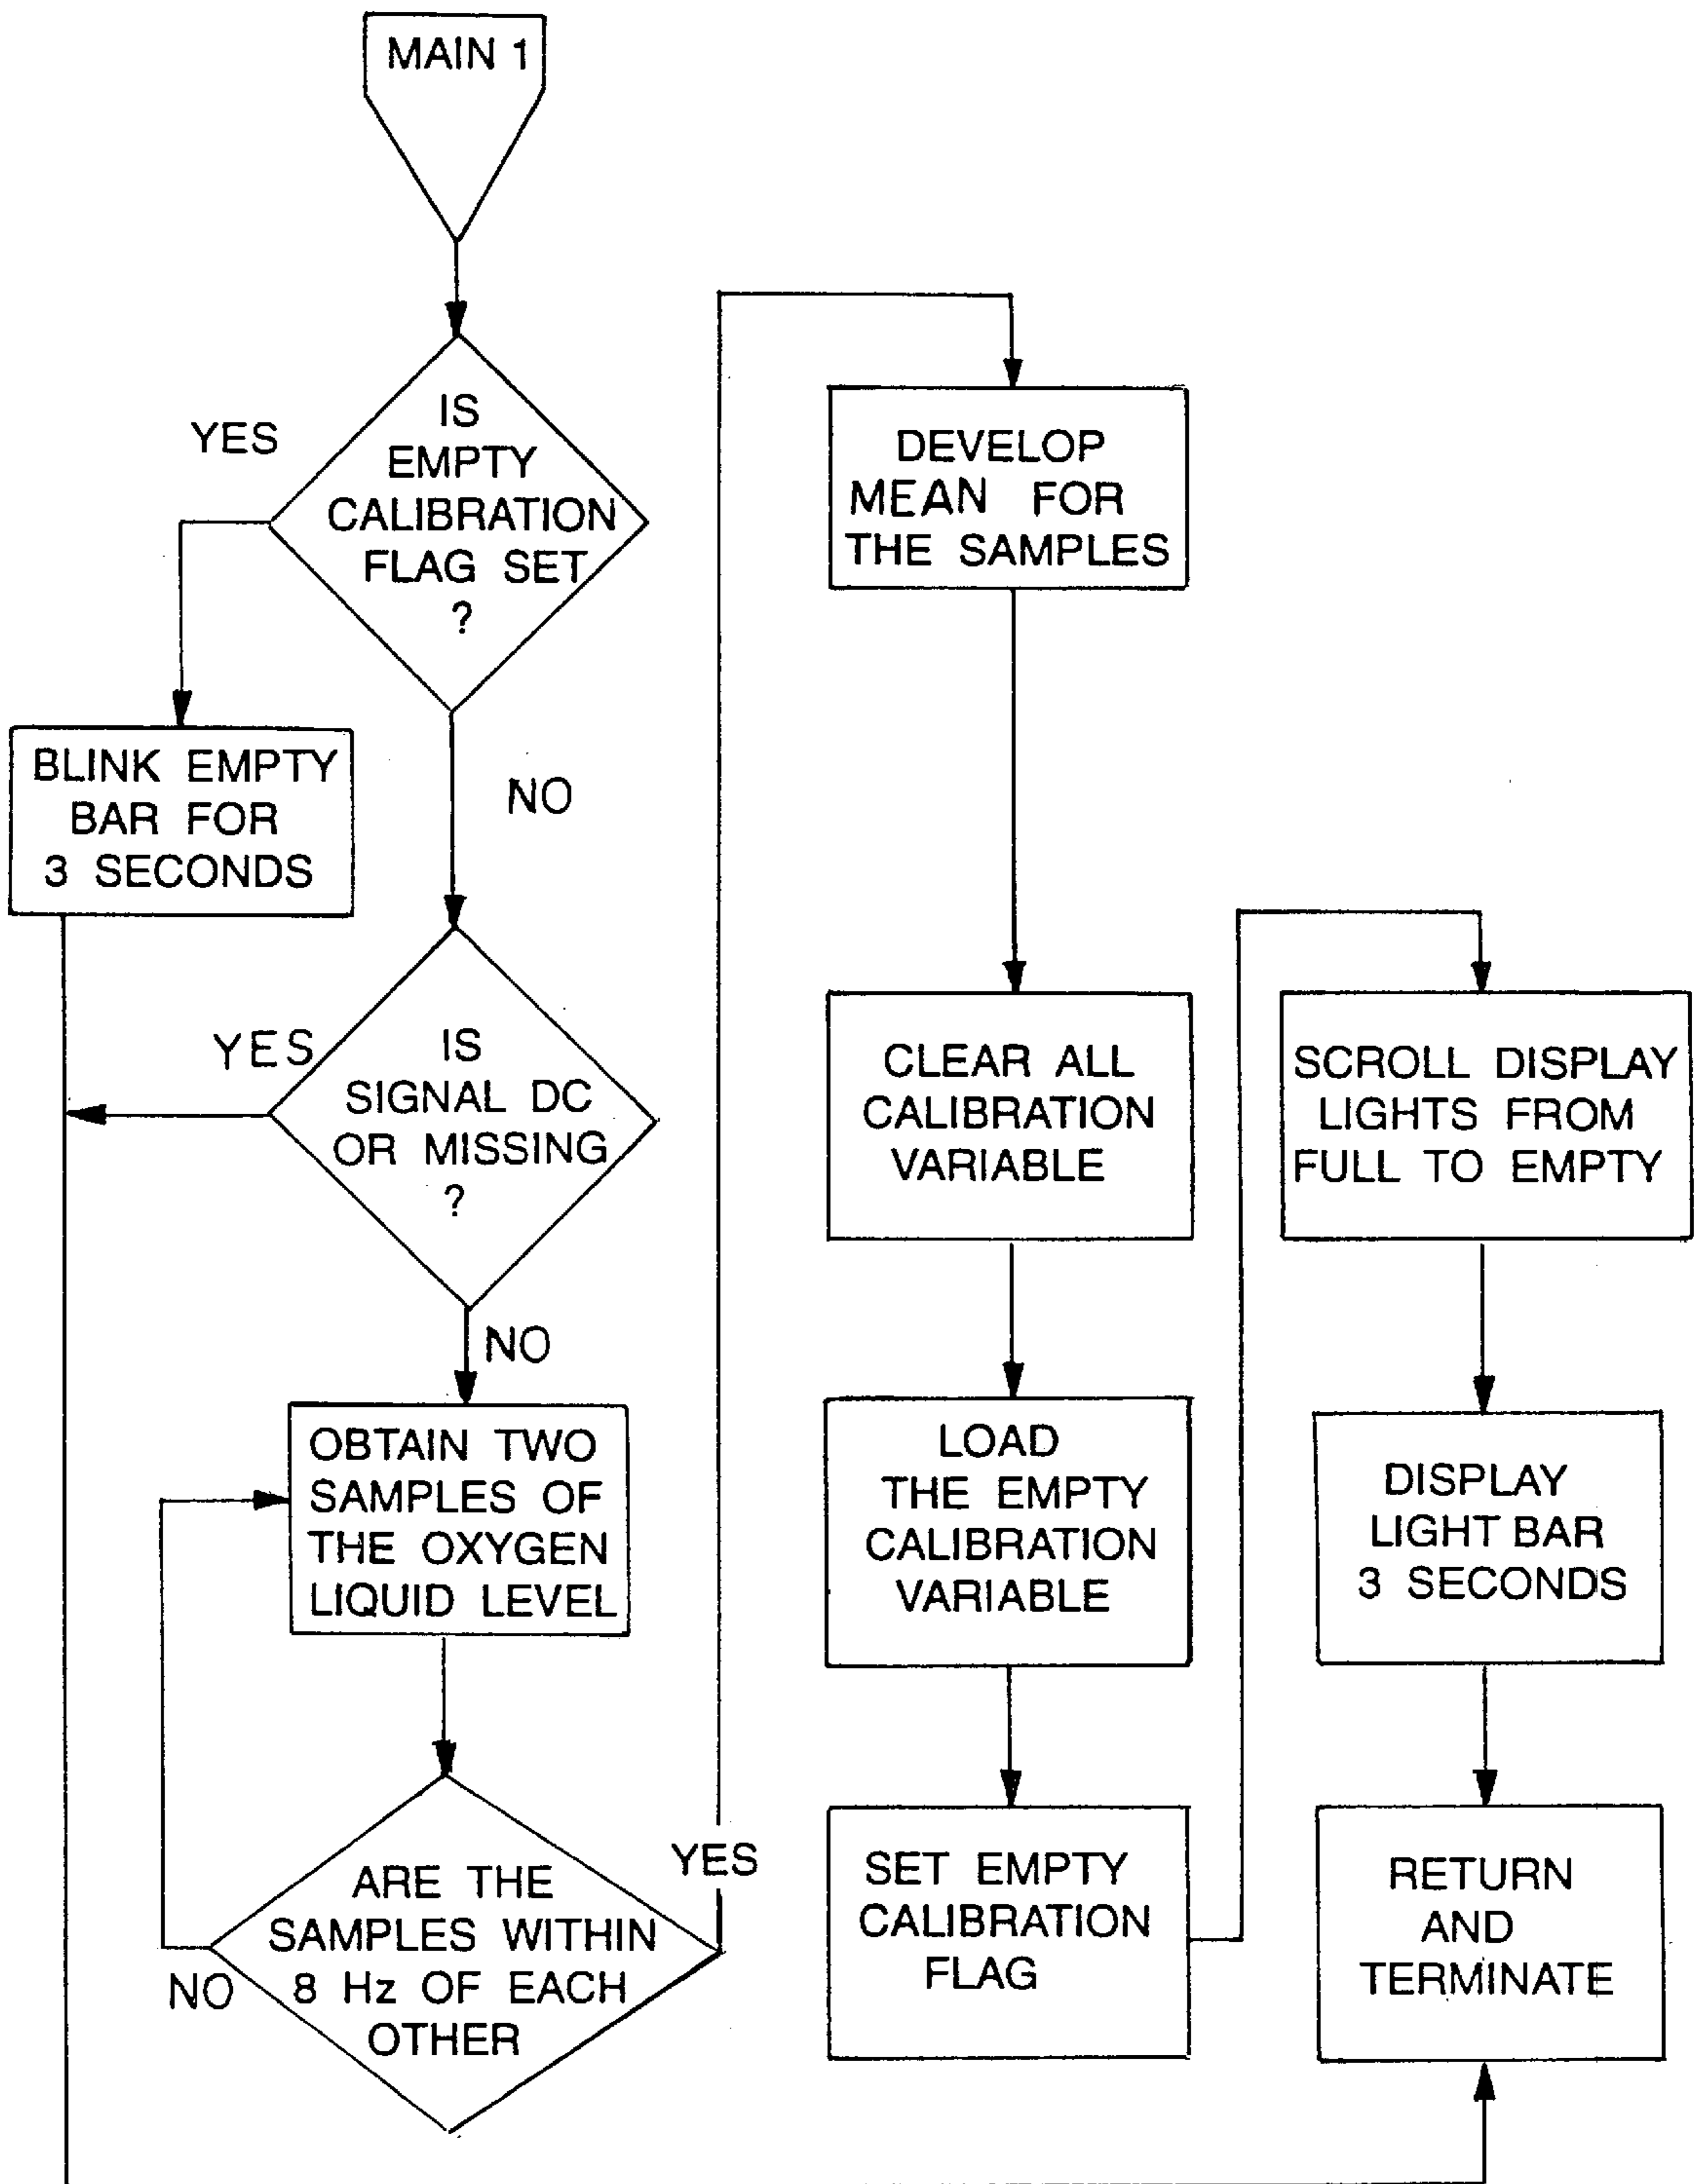 MAIN 1
IS
EMPTY
CALIBRATION
FLAG SET
?
YES
NO
BLINK EMPTY
BAR FOR
3 SECONDS
IS
SIGNAL DC
OR MISSING
?
YES
NO
OBTAIN TWO
SAMPLES OF
THE OXYGEN
LIQUID LEVEL
ARE THE
SAMPLES WITHIN
8 Hz OF EACH
OTHER
NO
YES
DEVELOP
MEAN FOR
THE SAMPLES
CLEAR ALL
CALIBRATION
VARIABLE
LOAD
THE EMPTY
CALIBRATION
VARIABLE
SET EMPTY
CALIBRATION
FLAG
SCROLL DISPLAY
LIGHTS FROM
FULL TO EMPTY
DISPLAY
LIGHT BAR
3 SECONDS
RETURN
AND
TERMINATE